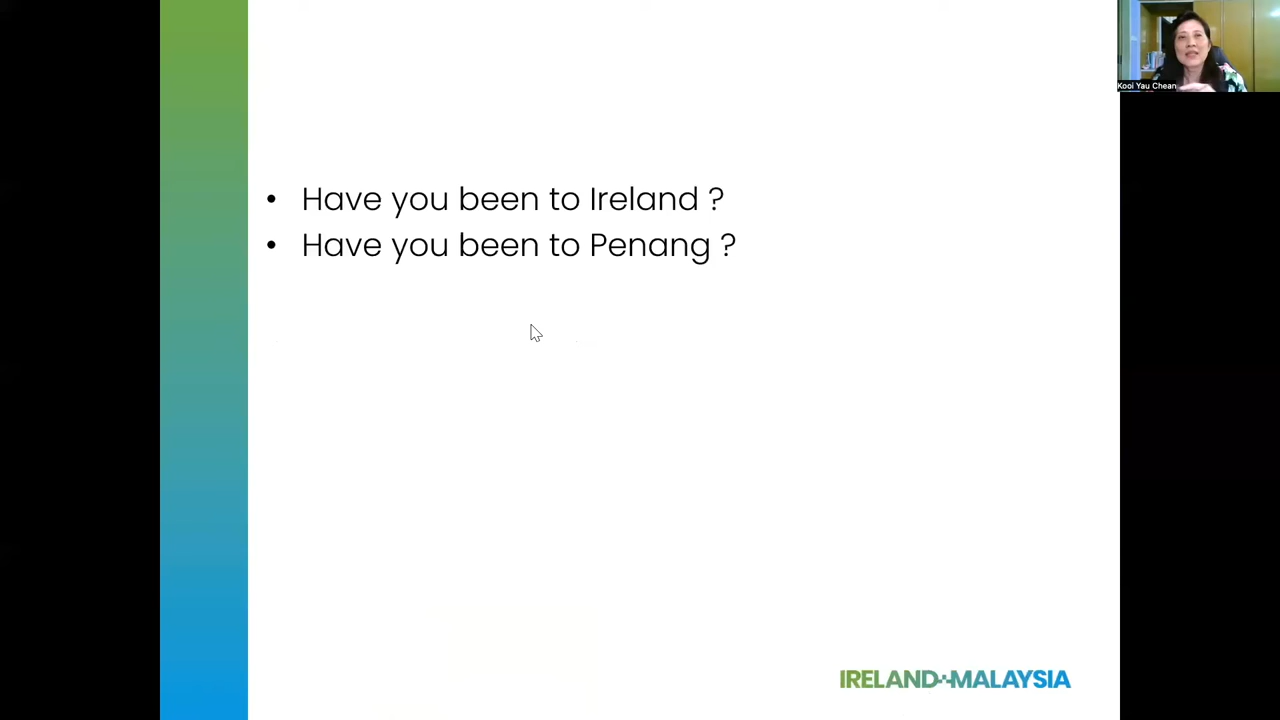 Kooi Yau Chean
• Have you been to Ireland ?
• Have you been to Penang ?
IRELAND MALAYSIA